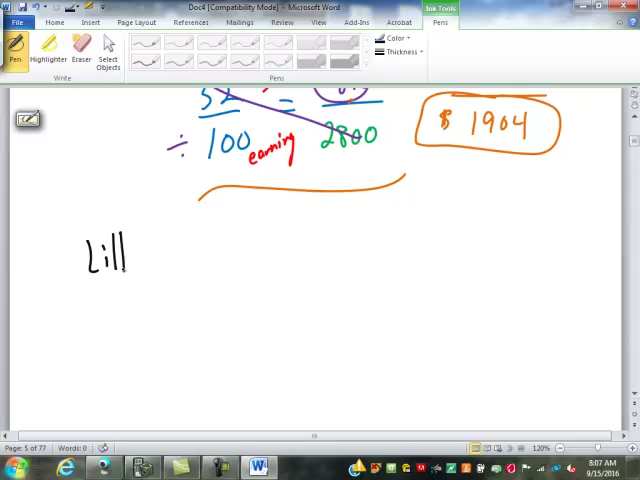 Doc4 [Compatibility Mode] - Microsoft Word
Ink Tools
File Home Insert Page Layout References Mailings Review View Add-Ins Acrobat Pens
Pen Highlighter Eraser Select Objects
Color
Thickness
Write Pens
=
÷ 100 earning 2800
$ 1904
Lill
Page: 5 of 77 Words: 0 120%
8:07 AM
9/15/2016